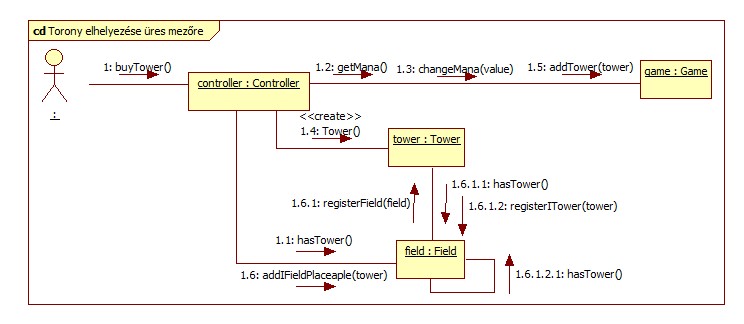 cd Torony elhelyezése üres mezőre
1: buyTower()
1.2: getMana()
1.3: changeMana(value)
1.5: addTower(tower)
controller : Controller
game : Game
:
<<create>>
1.4: Tower()
tower : Tower
1.6.1: registerField(field)
1.6.1.1: hasTower()
1.6.1.2: registerITower(tower)
1.1: hasTower()
field : Field
1.6: addIFieldPlaceaple(tower)
1.6.1.2.1: hasTower()